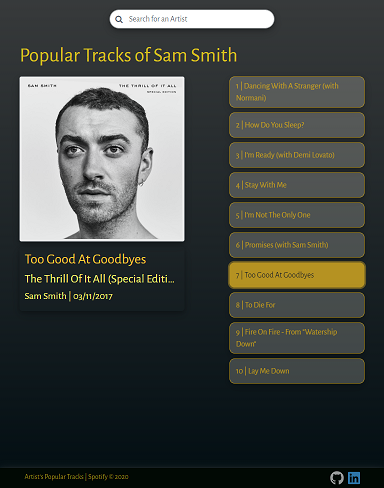 Search for an Artist
Popular Tracks of Sam Smith
SAM SMITH
THE THRILL OF IT ALL
SPECIAL EDITION
Too Good At Goodbyes
The Thrill Of It All (Special Editi...
Sam Smith | 03/11/2017
1 | Dancing With A Stranger (with
Normani)
2 | How Do You Sleep?
3 | I'm Ready (with Demi Lovato)
4 | Stay With Me
5 | I'm Not The Only One
6 | Promises (with Sam Smith)
7 | Too Good At Goodbyes
8 | To Die For
9 | Fire On Fire - From "Watership
Down"
10 | Lay Me Down
Artist's Popular Tracks | Spotify © 2020
in